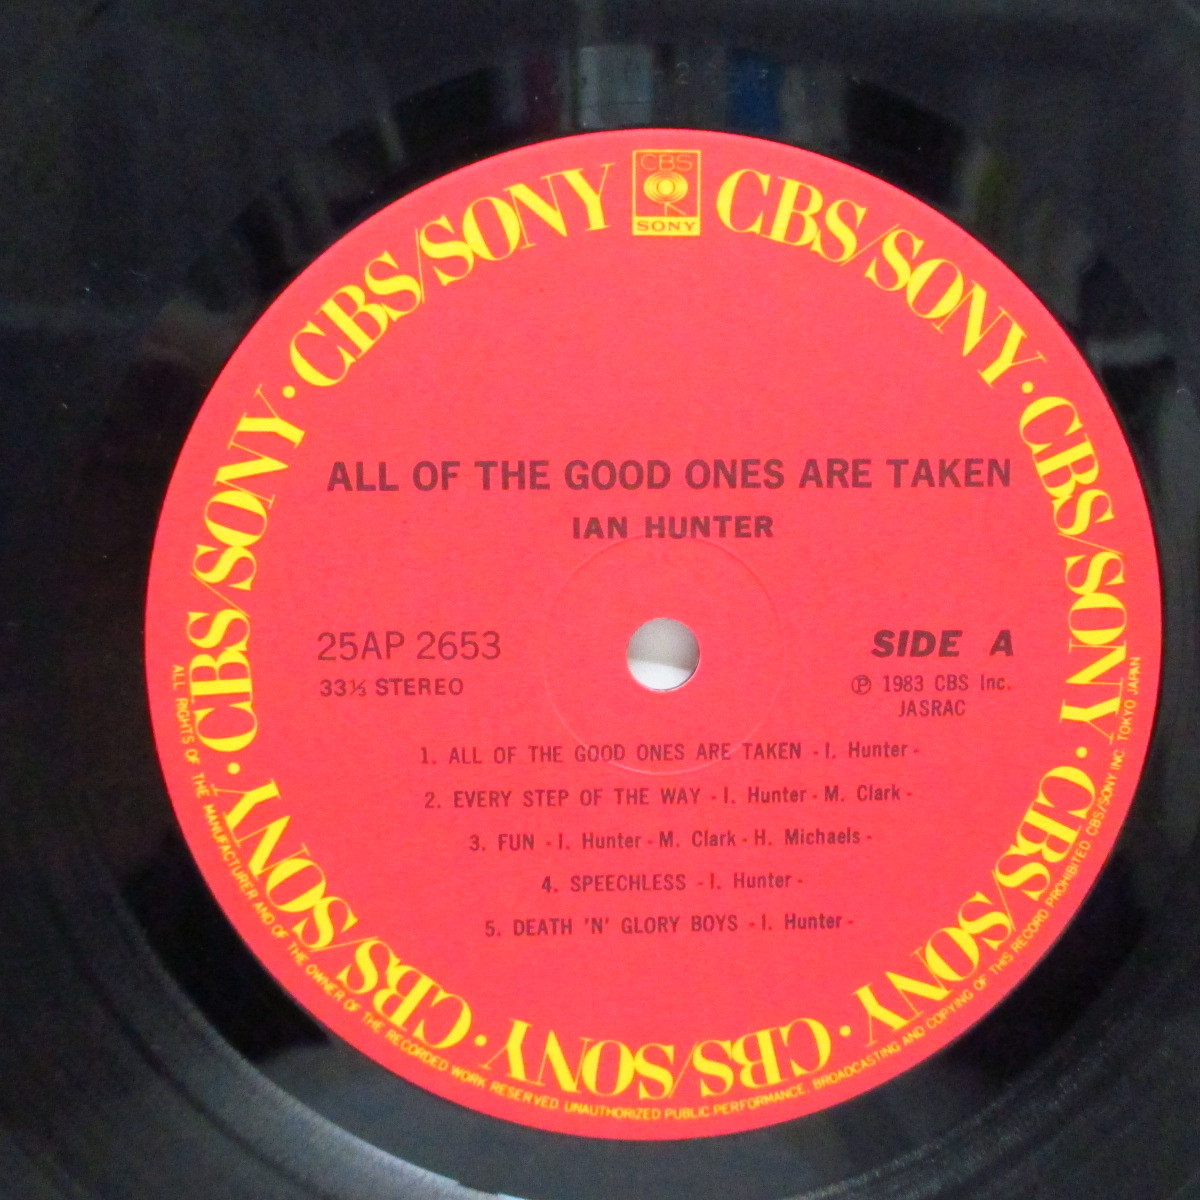 CBS
SONY
CBS/SONY · CBS/SONY · CBS/SONY · CBS/SONY · CBS/SONY · CBS/SONY · CBS/SONY · CBS/SONY
ALL OF THE GOOD ONES ARE TAKEN
IAN HUNTER
25AP 2653
33⅓ STEREO
SIDE A
℗ 1983 CBS Inc.
JASRAC
1. ALL OF THE GOOD ONES ARE TAKEN - I. Hunter -
2. EVERY STEP OF THE WAY - I. Hunter - M. Clark -
3. FUN - I. Hunter - M. Clark - H. Michaels -
4. SPEECHLESS - I. Hunter -
5. DEATH 'N' GLORY BOYS - I. Hunter -
ALL RIGHTS OF THE MANUFACTURER AND OF THE OWNER OF THE RECORDED WORK RESERVED UNAUTHORIZED PUBLIC PERFORMANCE, BROADCASTING AND COPYING OF THIS RECORD PROHIBITED CBS/SONY INC. TOKYO JAPAN